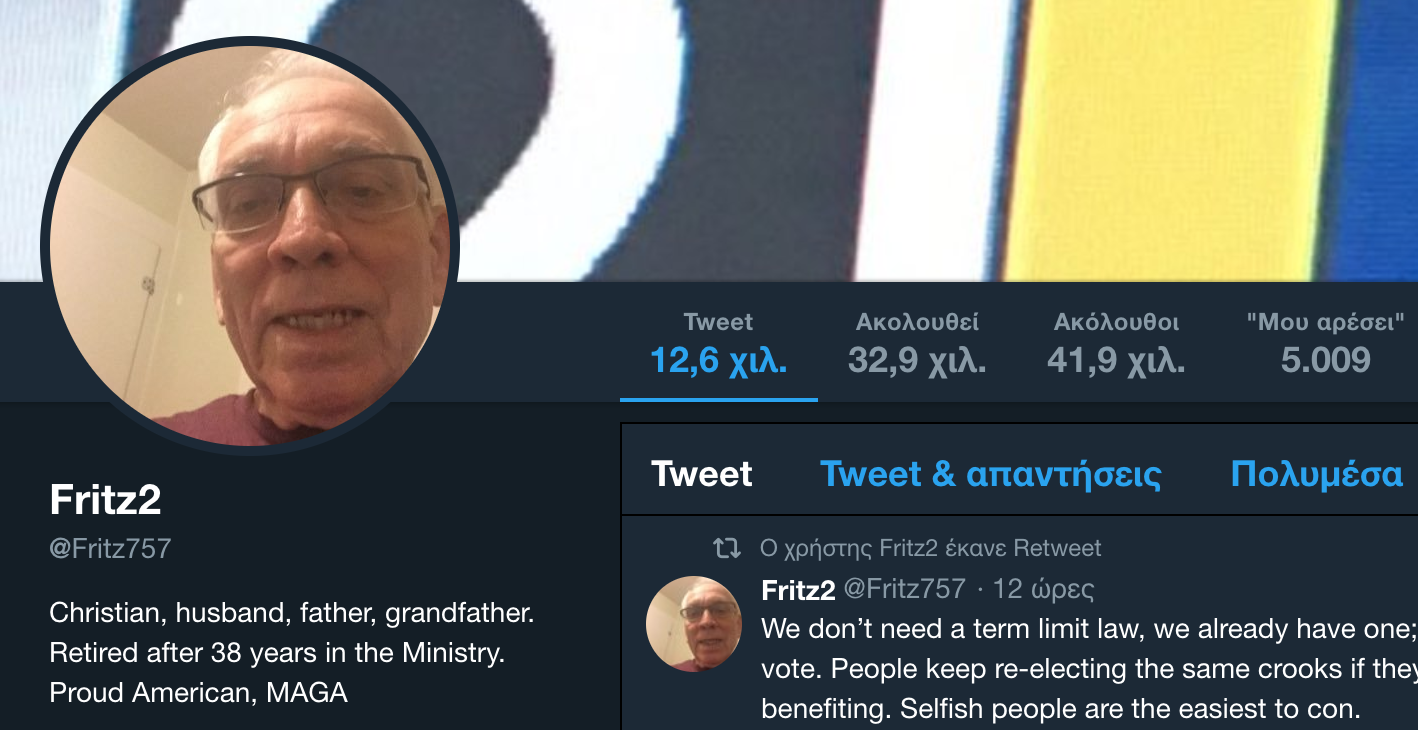 Tweet
12,6 χιλ.
Ακολουθεί
32,9 χιλ.
Ακόλουθοι
41,9 χιλ.
"Μου αρέσει"
5.009
Fritz2
@Fritz757
Christian, husband, father, grandfather.
Retired after 38 years in the Ministry.
Proud American, MAGA
Tweet Tweet & απαντήσεις Πολυμέσα
Ο χρήστης Fritz2 έκανε Retweet
Fritz2 @Fritz757 · 12 ώρες
We don’t need a term limit law, we already have one;
vote. People keep re-electing the same crooks if they
benefiting. Selfish people are the easiest to con.